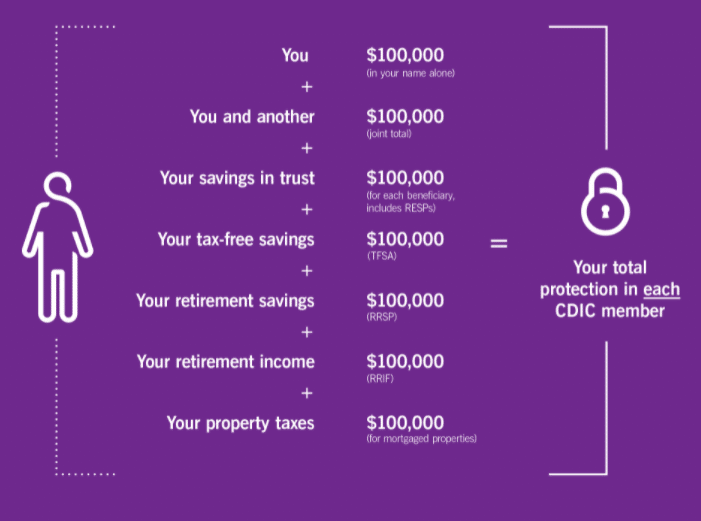 You $100,000
(in your name alone)
+
You and another $100,000
(joint total)
+
Your savings in trust $100,000
(for each beneficiary,
includes RESPs)
+
Your tax-free savings $100,000
(TFSA)
+
Your retirement savings $100,000
(RRSP)
+
Your retirement income $100,000
(RRIF)
+
Your property taxes $100,000
(for mortgaged properties)
=
Your total
protection in each
CDIC member